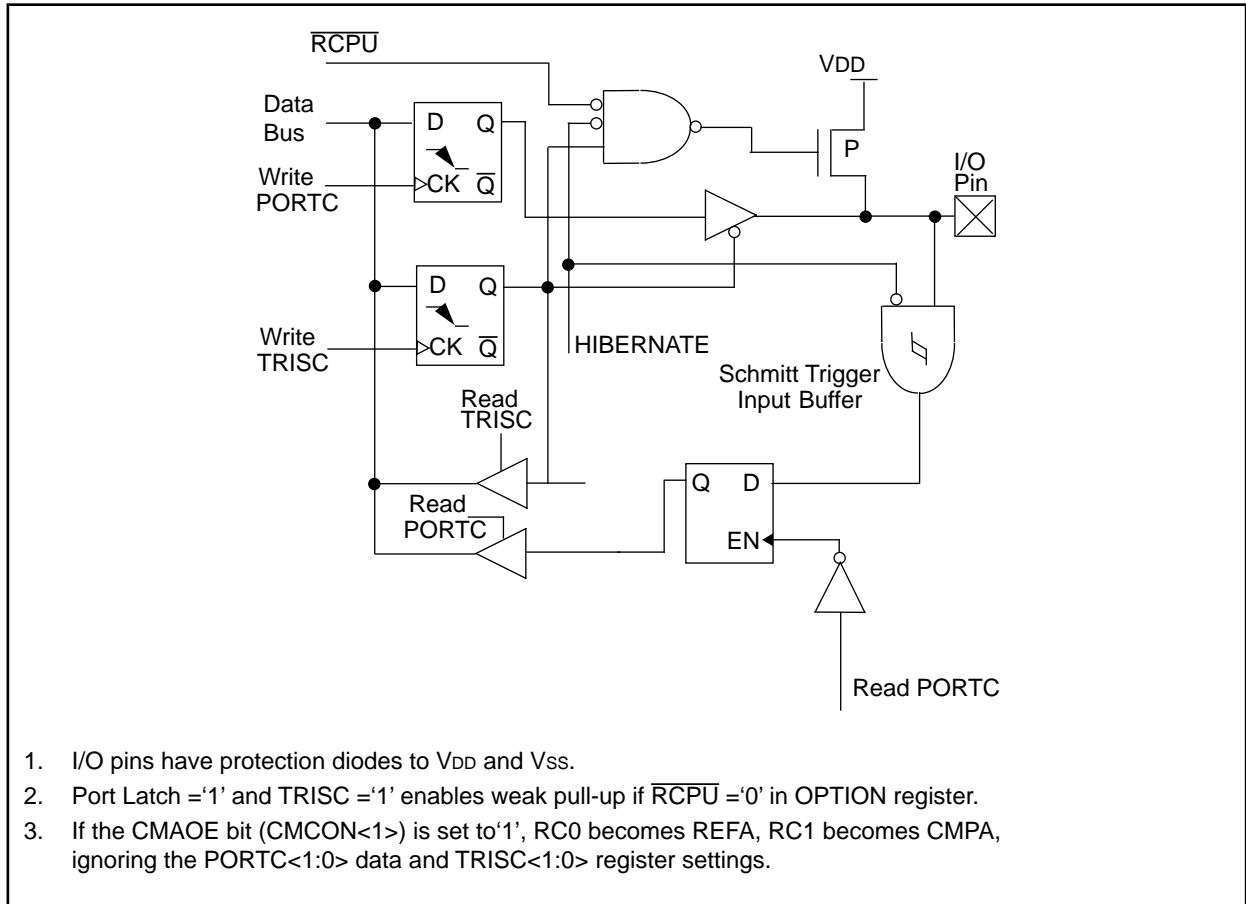 RCPU
VDD
Data
Bus
D Q
CK Q
Write
PORTC
P
I/O
Pin
D Q
CK Q
Write
TRISC
HIBERNATE
Schmitt Trigger
Input Buffer
Read
TRISC
Read
PORTC
Q D
EN
Read PORTC
1. I/O pins have protection diodes to VDD and VSS.
2. Port Latch =‘1’ and TRISC =‘1’ enables weak pull-up if RCPU =‘0’ in OPTION register.
3. If the CMAOE bit (CMCON<1>) is set to‘1’, RC0 becomes REFA, RC1 becomes CMPA,
ignoring the PORTC<1:0> data and TRISC<1:0> register settings.